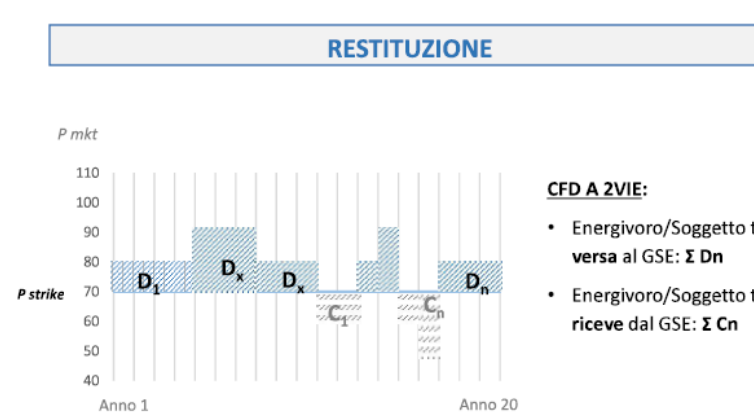 RESTITUZIONE
P mkt
110
100
90
80
70
60
50
40
P strike
D1
Dx
Dx
C1
Cn
Dn
Anno 1
Anno 20
CFD A 2VIE:
• Energivoro/Soggetto
versa al GSE: Σ Dn
• Energivoro/Soggetto
riceve dal GSE: Σ Cn